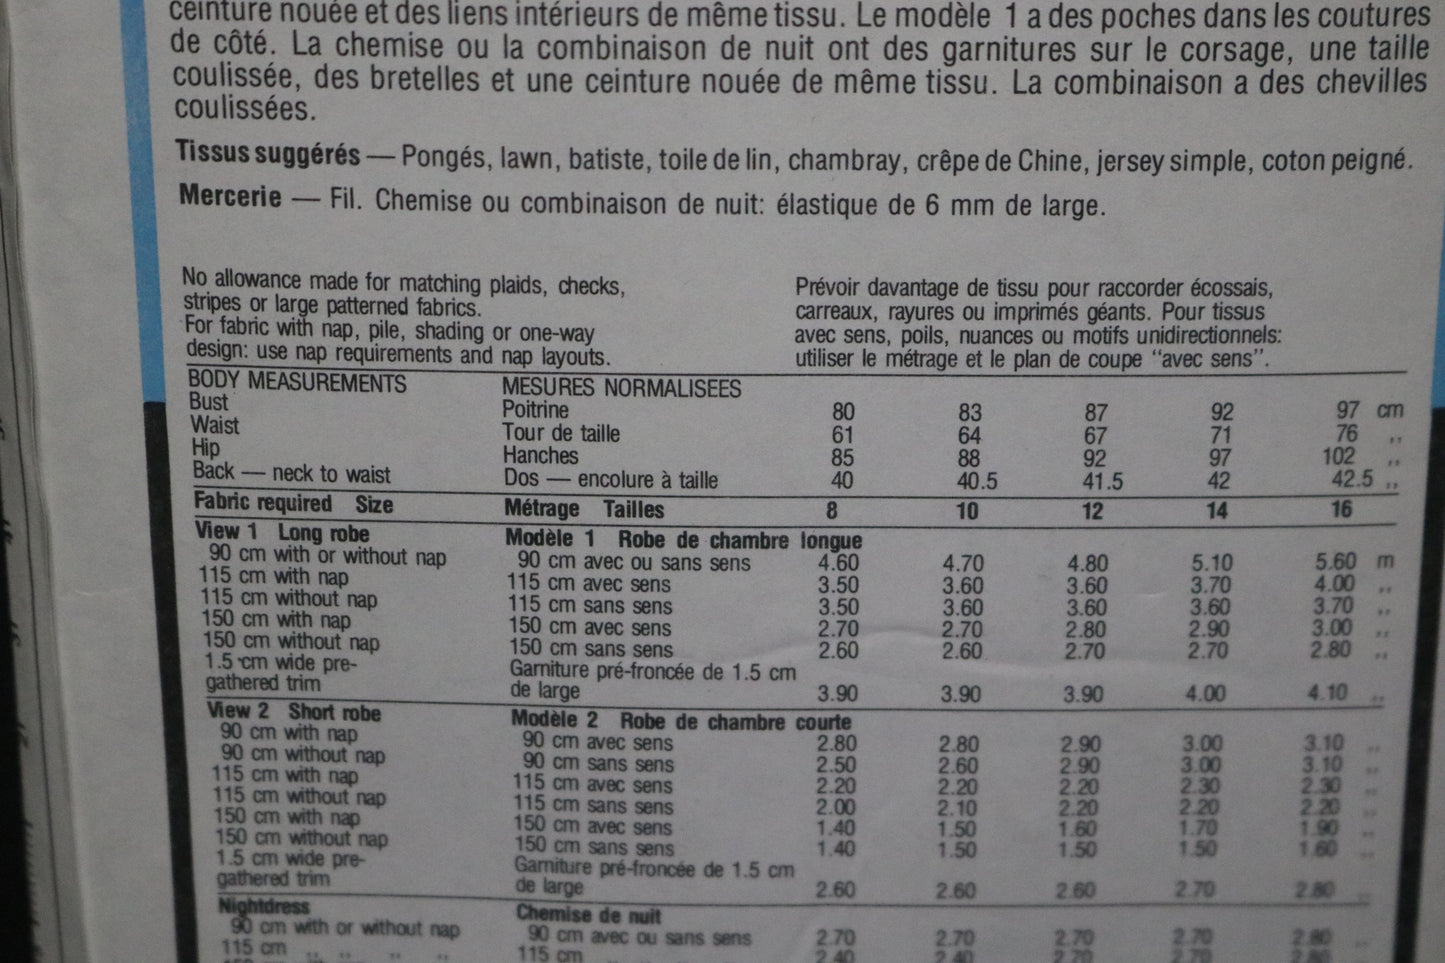 ceinture nouée et des liens intérieurs de même tissu. Le modèle 1 a des poches dans les coutures
de côté. La chemise ou la combinaison de nuit ont des garnitures sur le corsage, une taille
coulissée, des bretelles et une ceinture nouée de même tissu. La combinaison a des chevilles
coulissées.
Tissus suggérés — Pongés, lawn, batiste, toile de lin, chambray, crêpe de Chine, jersey simple, coton peigné.
Mercerie — Fil. Chemise ou combinaison de nuit: élastique de 6 mm de large.
No allowance made for matching plaids, checks,
stripes or large patterned fabrics.
For fabric with nap, pile, shading or one-way
design: use nap requirements and nap layouts.
Prévoir davantage de tissu pour raccorder écossais,
carreaux, rayures ou imprimés géants. Pour tissus
avec sens, poils, nuances ou motifs unidirectionnels:
utiliser le métrage et le plan de coupe "avec sens".
BODY MEASUREMENTS MESURES NORMALISEES
Bust Poitrine 80 83 87 92 97 cm
Waist Tour de taille 61 64 67 71 76 ,,
Hip Hanches 85 88 92 97 102 ,,
Back — neck to waist Dos — encolure à taille 40 40.5 41.5 42 42.5 ,,
Fabric required Size Métrage Tailles 8 10 12 14 16
View 1 Long robe Modèle 1 Robe de chambre longue
90 cm with or without nap 90 cm avec ou sans sens 4.60 4.70 4.80 5.10 5.60 m
115 cm with nap 115 cm avec sens 3.50 3.60 3.60 3.70 4.00 ,,
115 cm without nap 115 cm sans sens 3.50 3.60 3.60 3.60 3.70 ,,
150 cm with nap 150 cm avec sens 2.70 2.70 2.80 2.90 3.00 ,,
150 cm without nap 150 cm sans sens 2.60 2.60 2.70 2.70 2.80 ,,
1.5 cm wide pre- Garniture pré-froncée de 1.5 cm
gathered trim de large 3.90 3.90 3.90 4.00 4.10 ,,
View 2 Short robe Modèle 2 Robe de chambre courte
90 cm with nap 90 cm avec sens 2.80 2.80 2.90 3.00 3.10 ,,
90 cm without nap 90 cm sans sens 2.50 2.60 2.90 3.00 3.10 ,,
115 cm with nap 115 cm avec sens 2.20 2.20 2.20 2.30 2.30 ,,
115 cm without nap 115 cm sans sens 2.00 2.10 2.20 2.20 2.20 ,,
150 cm with nap 150 cm avec sens 1.40 1.50 1.60 1.70 1.90 ,,
150 cm without nap 150 cm sans sens 1.40 1.50 1.50 1.50 1.60 ,,
1.5 cm wide pre- Garniture pré-froncée de 1.5 cm
gathered trim de large 2.60 2.60 2.60 2.70 2.80 ,,
Nightdress Chemise de nuit
90 cm with or without nap 90 cm avec ou sans sens 2.70 2.70 2.70 2.70 2.80 ,,
115 cm ,, ,, ,, ,, 115 cm 2.40 2.40 2.70 2.70